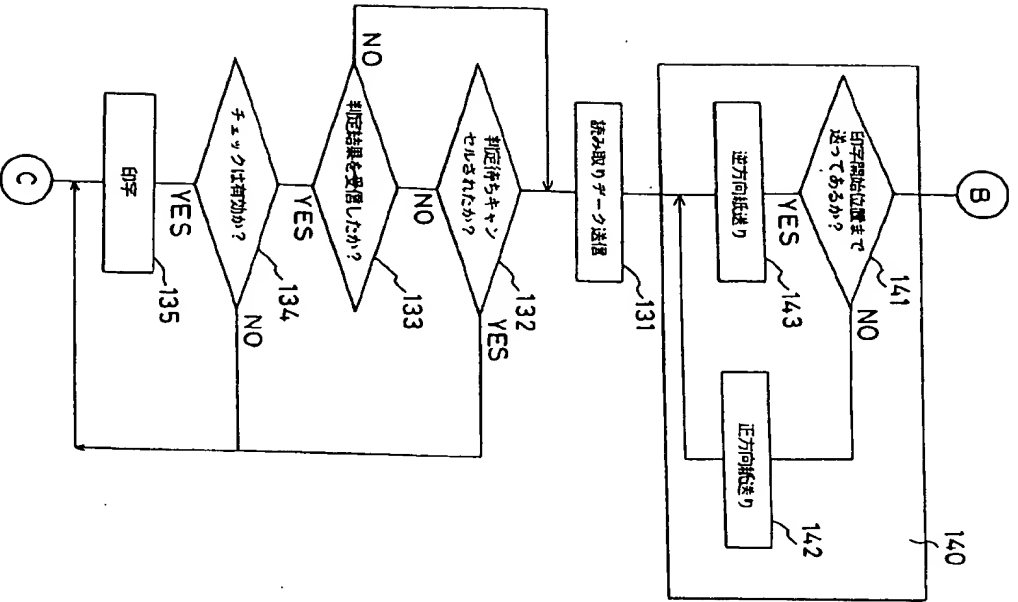 B
印字開始位置まで
送ってあるか？
141
NO
YES
逆方向紙送り
143
正方向紙送り
142
140
読み取りデータ送信
131
判定待ちキャン
セルされたか？
132
YES
NO
判定結果を受信したか？
133
NO
YES
チェックは有効か？
134
NO
YES
印字
135
C